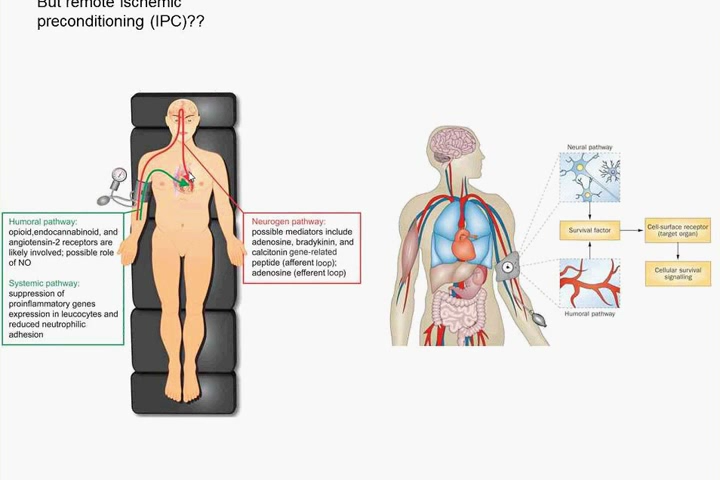 But remote ischemic
preconditioning (IPC)??
Humoral pathway:
opioid,endocannabinoid, and
angiotensin-2 receptors are
likely involved; possible role
of NO
Systemic pathway:
suppression of
proinflammatory genes
expression in leucocytes and
reduced neutrophilic
adhesion
Neurogen pathway:
possible mediators include
adenosine, bradykinin, and
calcitonin gene-related
peptide (afferent loop);
adenosine (efferent loop)
Neural pathway
Survival factor
Cell-surface receptor
(target organ)
Cellular survival
signalling
Humoral pathway